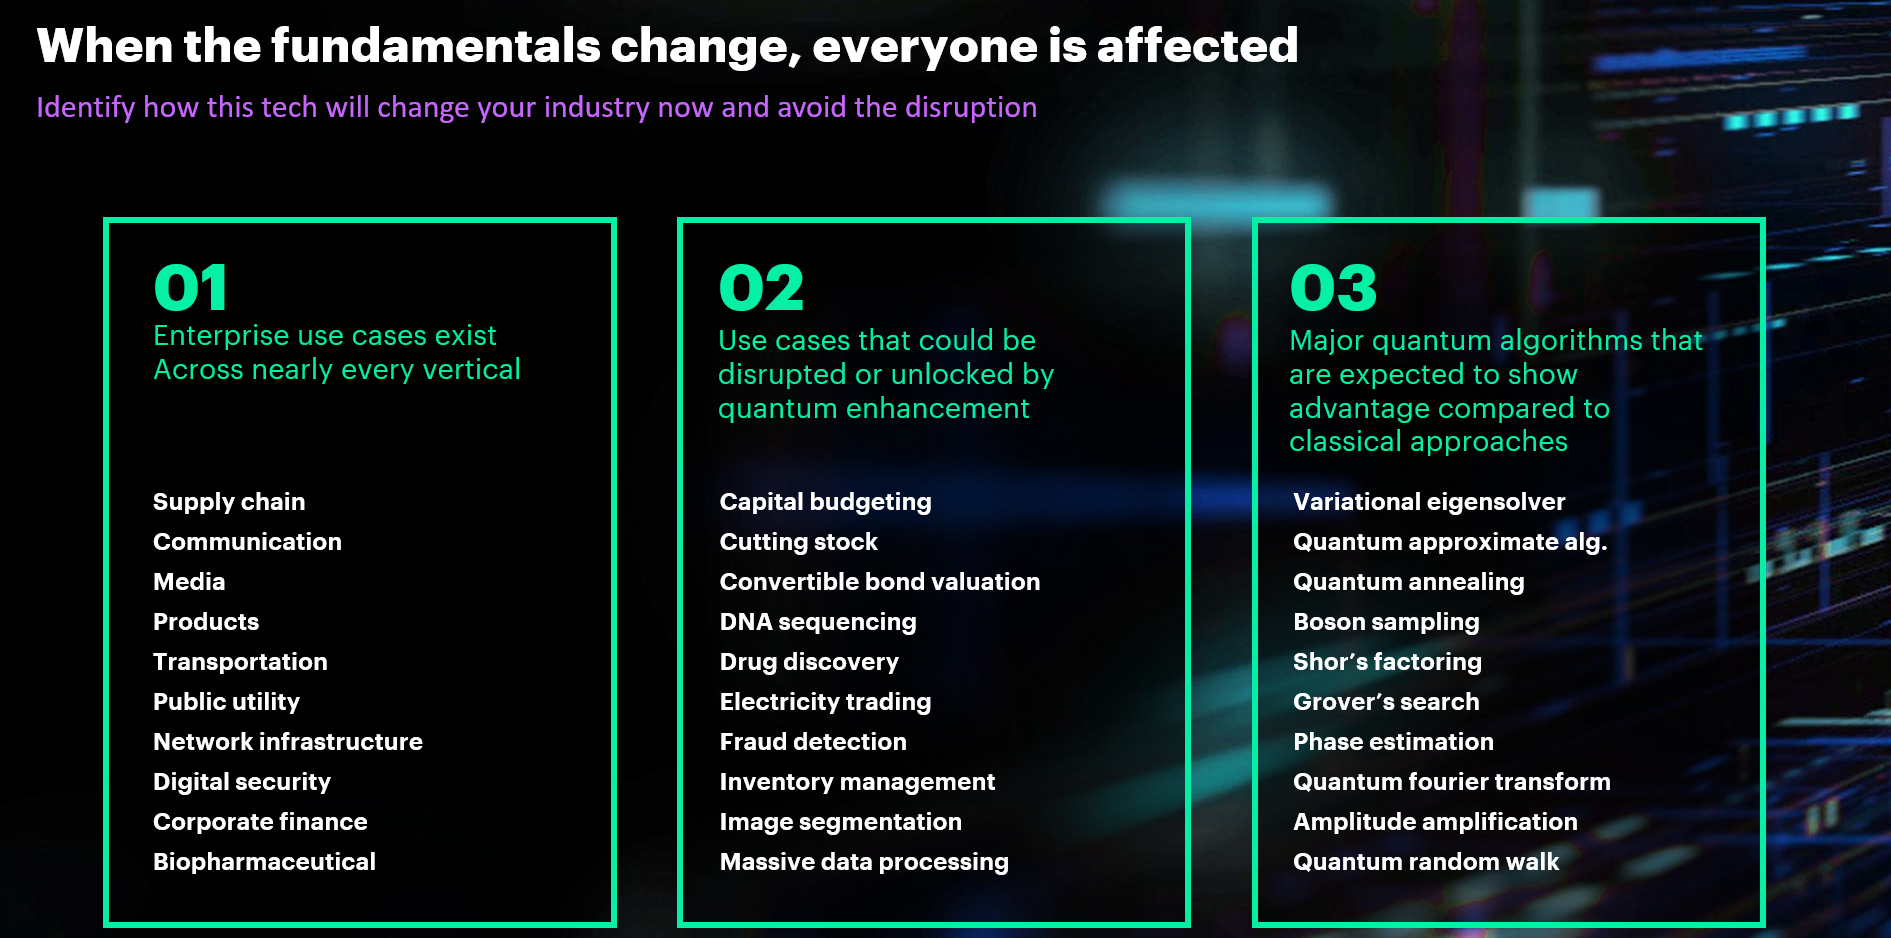 When the fundamentals change, everyone is affected
Identify how this tech will change your industry now and avoid the disruption
01
Enterprise use cases exist
Across nearly every vertical
Supply chain
Communication
Media
Products
Transportation
Public utility
Network infrastructure
Digital security
Corporate finance
Biopharmaceutical
02
Use cases that could be
disrupted or unlocked by
quantum enhancement
Capital budgeting
Cutting stock
Convertible bond valuation
DNA sequencing
Drug discovery
Electricity trading
Fraud detection
Inventory management
Image segmentation
Massive data processing
03
Major quantum algorithms that
are expected to show
advantage compared to
classical approaches
Variational eigensolver
Quantum approximate alg.
Quantum annealing
Boson sampling
Shor’s factoring
Grover’s search
Phase estimation
Quantum fourier transform
Amplitude amplification
Quantum random walk